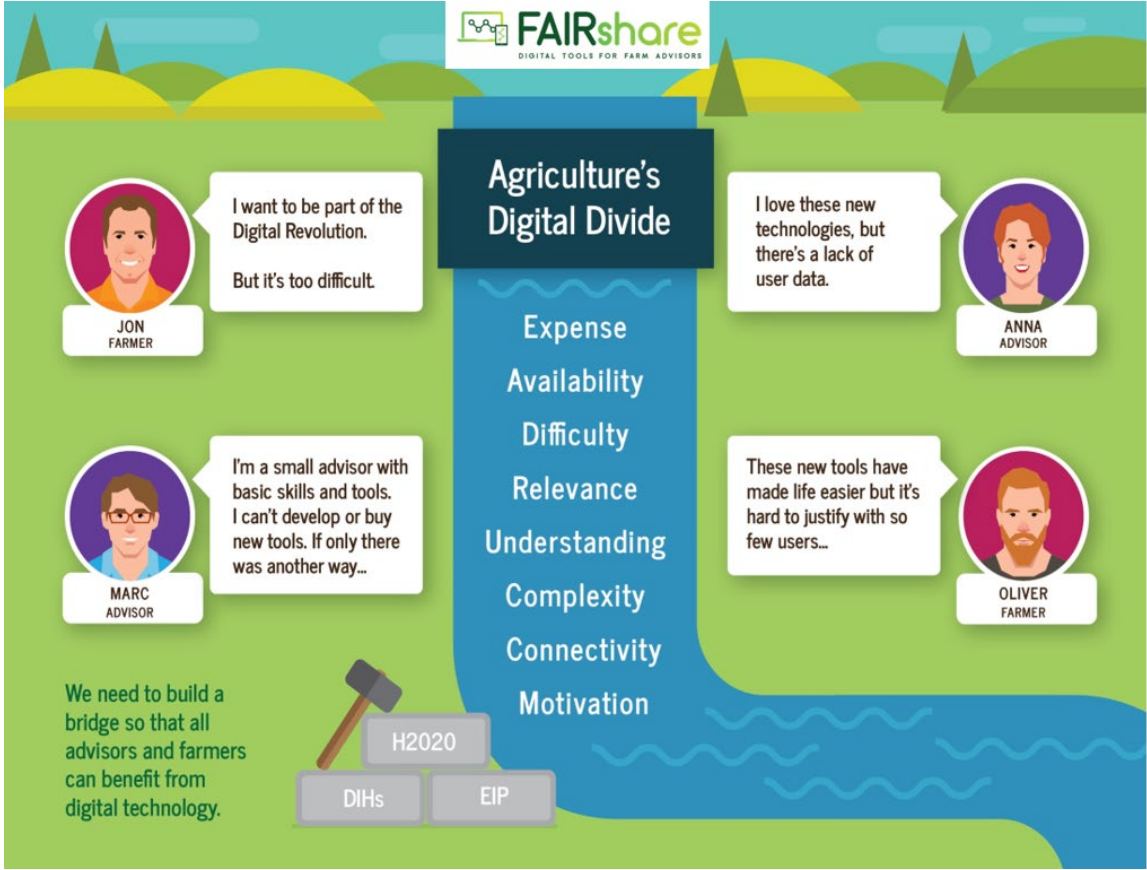 FAIRshare
DIGITAL TOOLS FOR FARM ADVISORS
Agriculture's
Digital Divide
I want to be part of the
Digital Revolution.
But it's too difficult.
JON
FARMER
I love these new
technologies, but
there's a lack of
user data.
ANNA
ADVISOR
Expense
Availability
Difficulty
Relevance
Understanding
Complexity
Connectivity
Motivation
I'm a small advisor with
basic skills and tools.
I can't develop or buy
new tools. If only there
was another way...
MARC
ADVISOR
These new tools have
made life easier but it's
hard to justify with so
few users...
OLIVER
FARMER
We need to build a
bridge so that all
advisors and farmers
can benefit from
digital technology.
H2020
DIHs
EIP